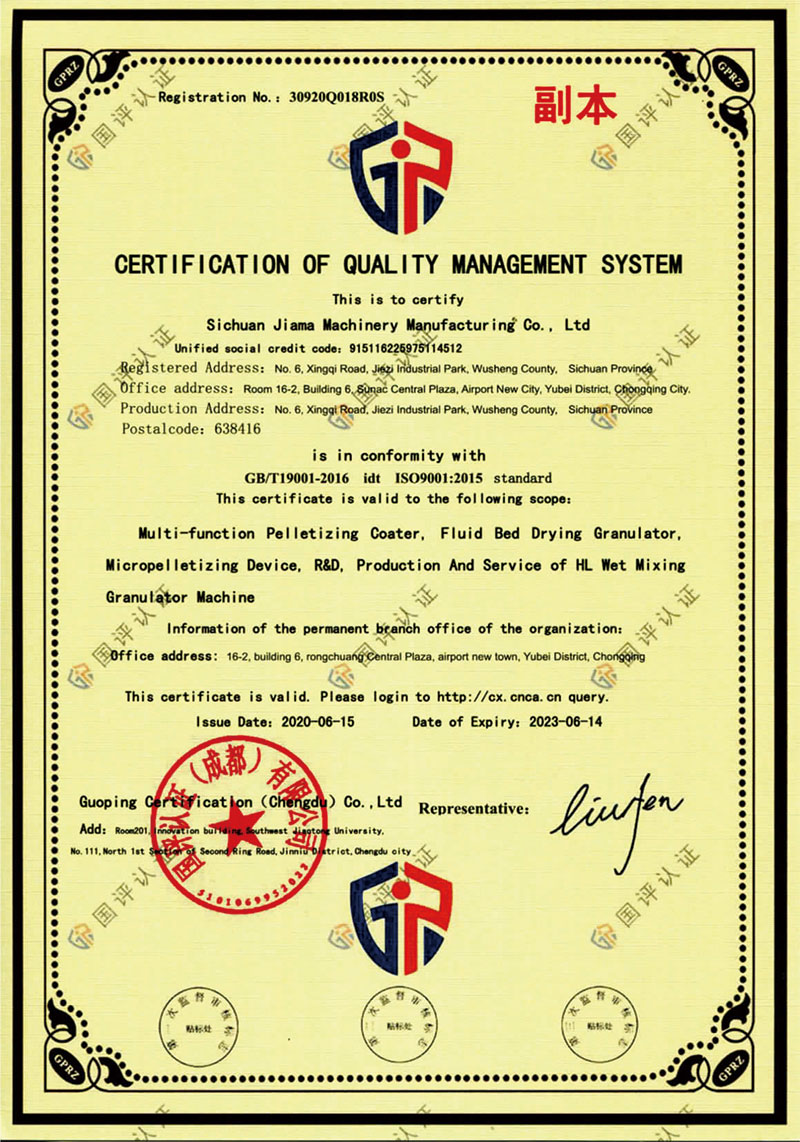 GPRZ
GPRZ
Registration No.: 30920Q018R0S
副本
CERTIFICATION OF QUALITY MANAGEMENT SYSTEM
This is to certify
Sichuan Jiama Machinery Manufacturing Co., Ltd
Unified social credit code: 915116225975114512
Registered Address: No. 6, Xingqi Road, Jiezi Industrial Park, Wusheng County, Sichuan Province
Office address: Room 16-2, Building 6, Sunac Central Plaza, Airport New City, Yubei District, Chongqing City.
Production Address: No. 6, Xingqi Road, Jiezi Industrial Park, Wusheng County, Sichuan Province
Postalcode: 638416
is in conformity with
GB/T19001-2016 idt ISO9001:2015 standard
This certificate is valid to the following scope:
Multi-function Pelletizing Coater, Fluid Bed Drying Granulator,
Micropelletizing Device, R&D, Production And Service of HL Wet Mixing
Granulator Machine
Information of the permanent branch office of the organization:
Office address: 16-2, building 6, rongchuang Central Plaza, airport new town, Yubei District, Chongqing
This certificate is valid. Please login to http://cx.cnca.cn query.
Issue Date: 2020-06-15 Date of Expiry: 2023-06-14
Guoping Certification (Chengdu) Co.,Ltd
Representative:
Add: Room201, Innovation building, Southwest Jiaotong University,
No. 111, North 1st Section of Second Ring Road, Jinniu District, Chengdu city
国评认证（成都）有限公司
5101069952023
国评认证
贴标处
贴标处
贴标处
GPRZ
GPRZ